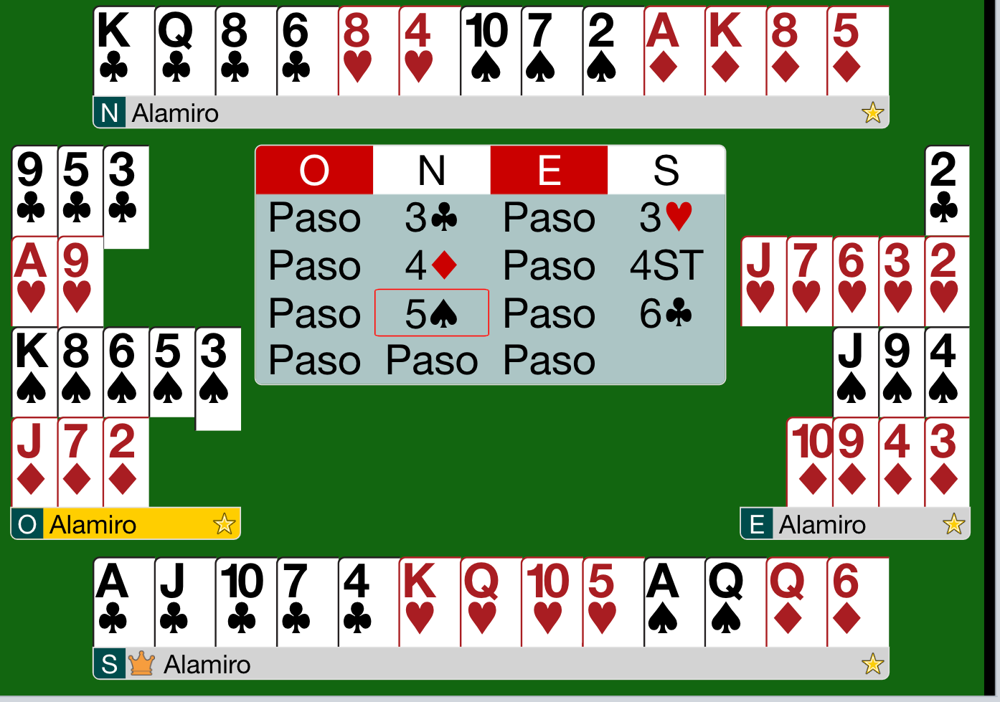 K Q 8 6 8 4 10 7 2 A K 8 5
N Alamiro
9 5 3
A 9
K 8 6 5 3
J 7 2
O Alamiro
O N E S
Paso 3♣ Paso 3♥
Paso 4♦ Paso 4ST
Paso 5♠ Paso 6♣
Paso Paso Paso
2
J 7 6 3 2
J 9 4
10 9 4 3
E Alamiro
A J 10 7 4 K Q 10 5 A Q Q 6
S Alamiro